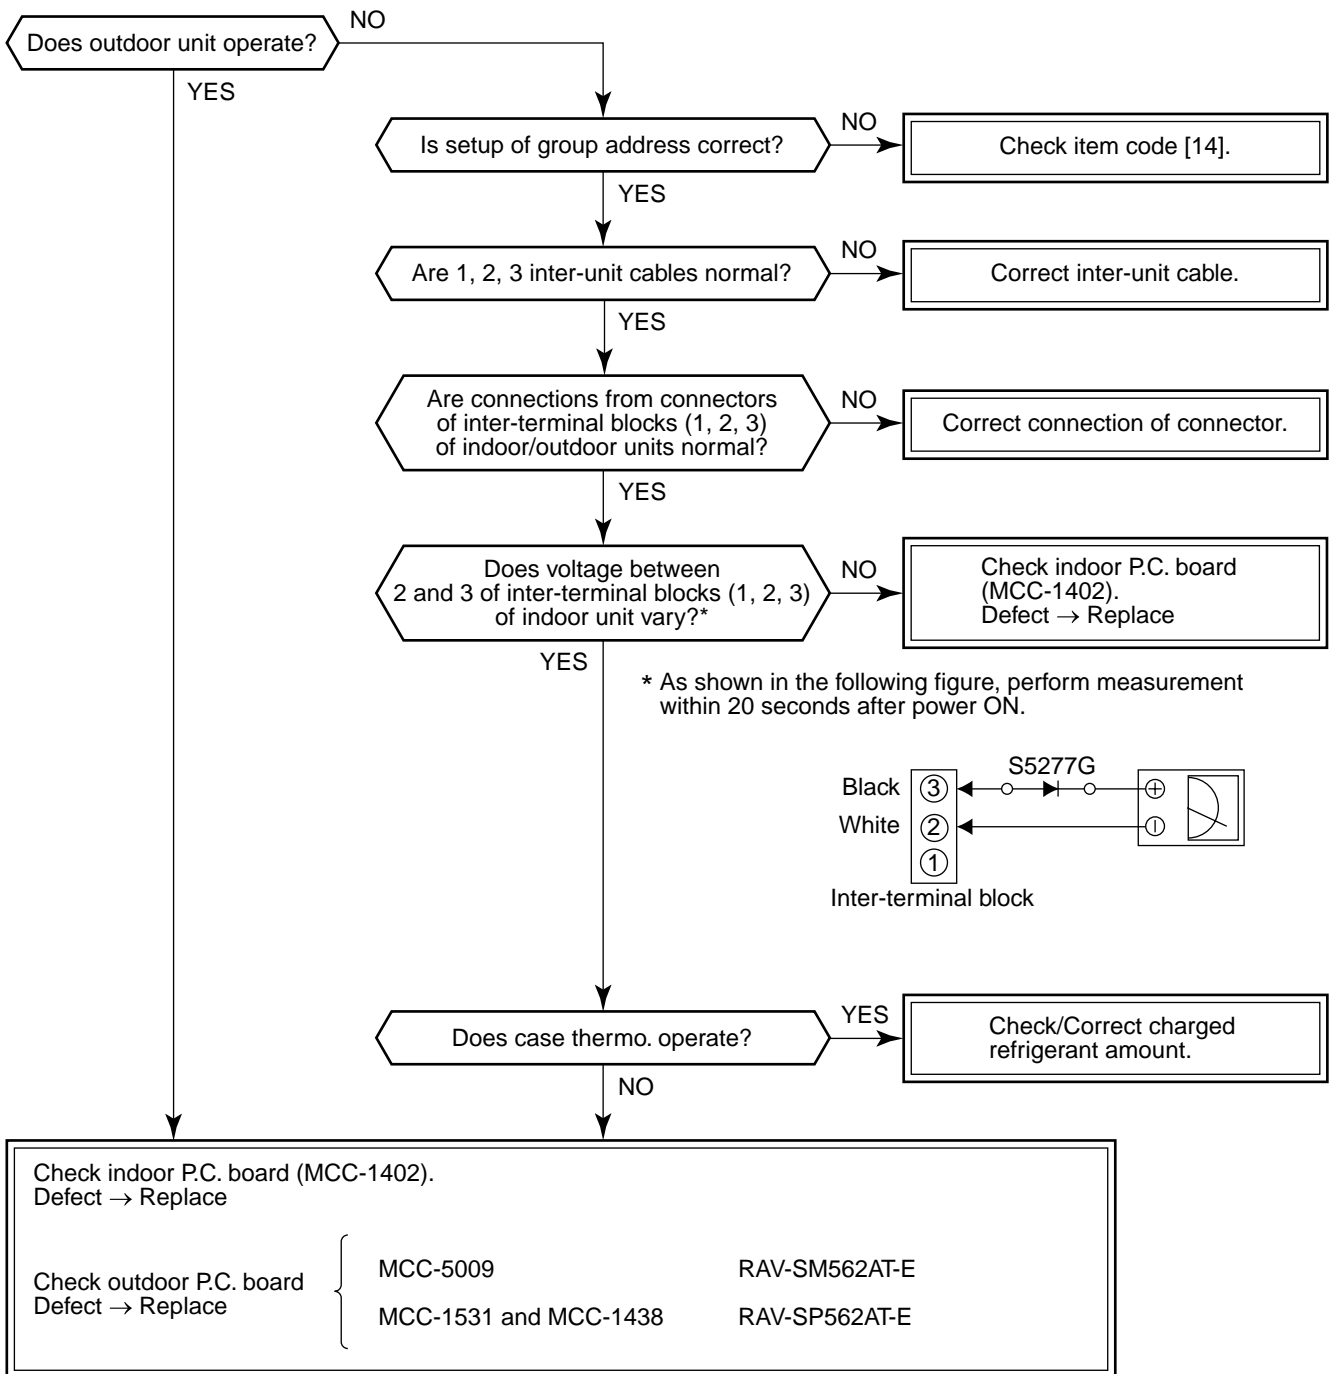 Does outdoor unit operate?
NO
YES
Is setup of group address correct?
NO
Check item code [14].
YES
Are 1, 2, 3 inter-unit cables normal?
NO
Correct inter-unit cable.
YES
Are connections from connectors
of inter-terminal blocks (1, 2, 3)
of indoor/outdoor units normal?
NO
Correct connection of connector.
YES
Does voltage between
2 and 3 of inter-terminal blocks (1, 2, 3)
of indoor unit vary?*
NO
Check indoor P.C. board
(MCC-1402).
Defect → Replace
YES
* As shown in the following figure, perform measurement
within 20 seconds after power ON.
S5277G
Black ③
White ②
①
Inter-terminal block
Does case thermo. operate?
YES
Check/Correct charged
refrigerant amount.
NO
Check indoor P.C. board (MCC-1402).
Defect → Replace
Check outdoor P.C. board
Defect → Replace
MCC-5009 RAV-SM562AT-E
MCC-1531 and MCC-1438 RAV-SP562AT-E